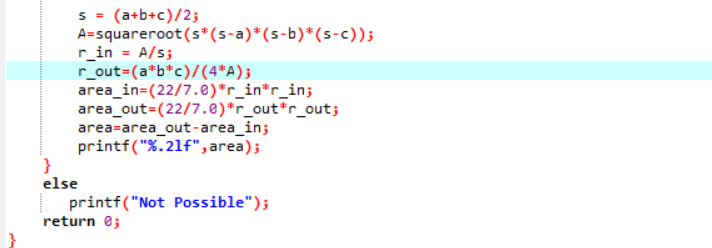 s = (a+b+c)/2;
A=squareroot(s*(s-a)*(s-b)*(s-c));
r_in = A/s;
r_out=(a*b*c)/(4*A);
area_in=(22/7.0)*r_in*r_in;
area_out=(22/7.0)*r_out*r_out;
area=area_out-area_in;
printf("%.2lf",area);
}
else
printf("Not Possible");
return 0;
}